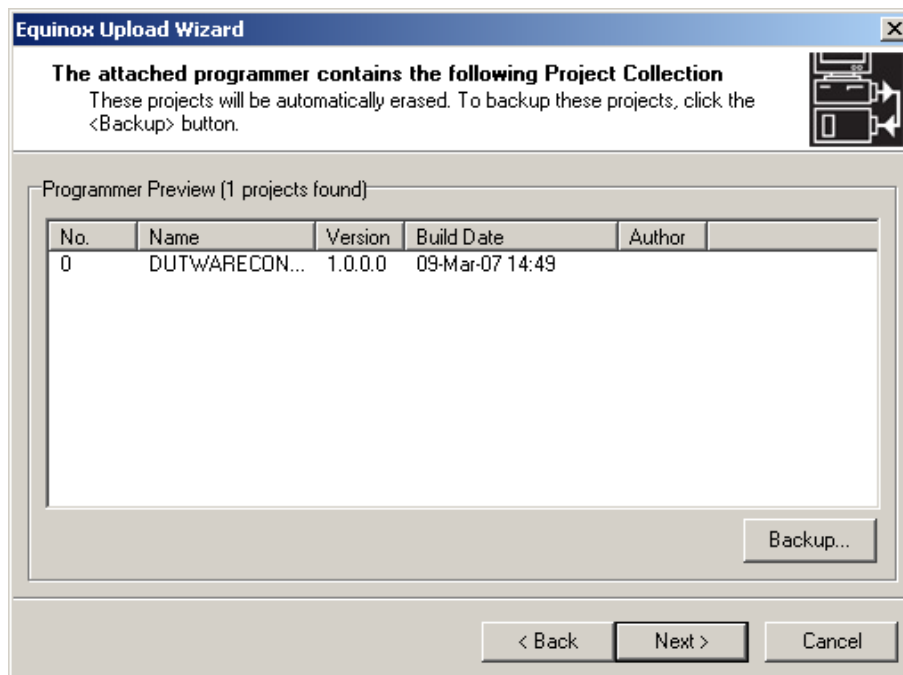 Equinox Upload Wizard
The attached programmer contains the following Project Collection
These projects will be automatically erased. To backup these projects, click the
<Backup> button.
Programmer Preview (1 projects found)
No. Name Version Build Date Author
0 DUTWARECON... 1.0.0.0 09-Mar-07 14:49
Backup...
< Back Next > Cancel